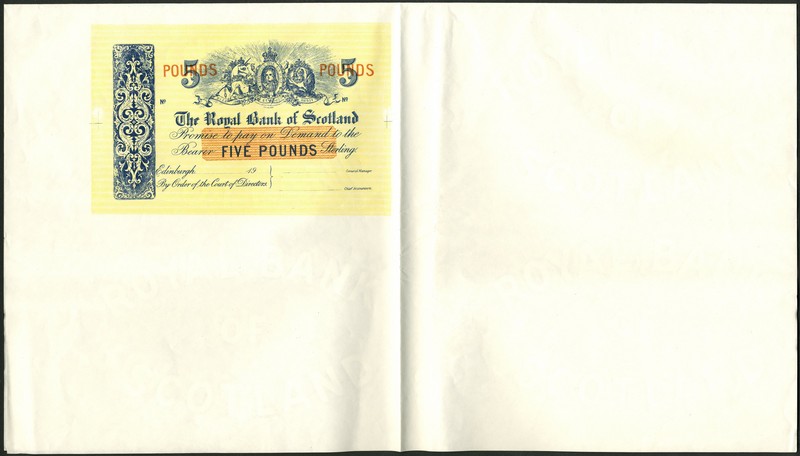 POUNDS 5 POUNDS 5
Nº Nº
The Royal Bank of Scotland
Promise to pay on Demand to the
Bearer FIVE POUNDS Sterling.
Edinburgh 19
General Manager
By Order of the Court of Directors
Chief Accountant.